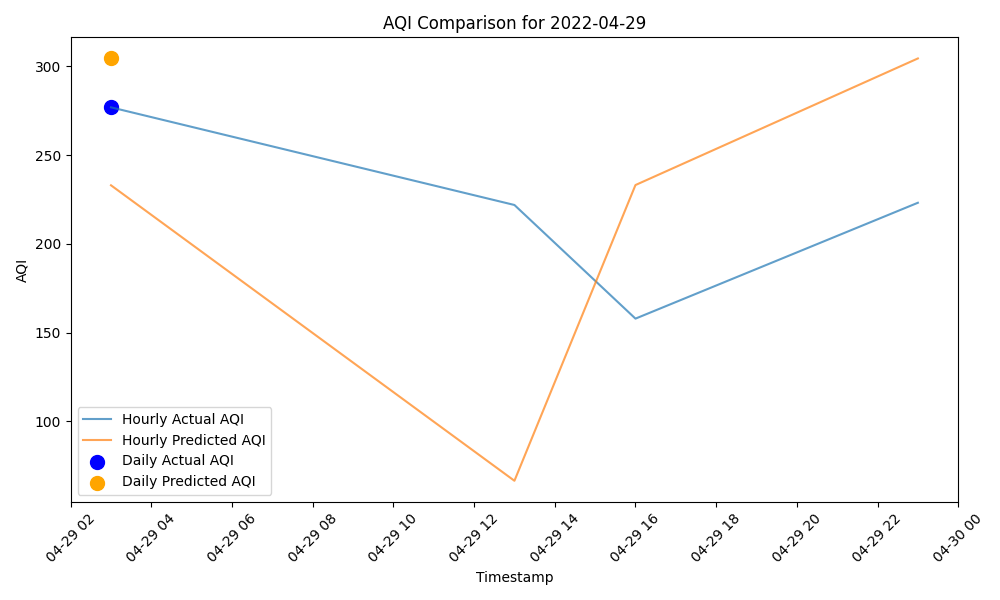 AQI Comparison for 2022-04-29
AQI
300
250
200
150
100
Hourly Actual AQI
Hourly Predicted AQI
Daily Actual AQI
Daily Predicted AQI
04-29 02
04-29 04
04-29 06
04-29 08
04-29 10
04-29 12
04-29 14
04-29 16
04-29 18
04-29 20
04-29 22
04-30 00
Timestamp